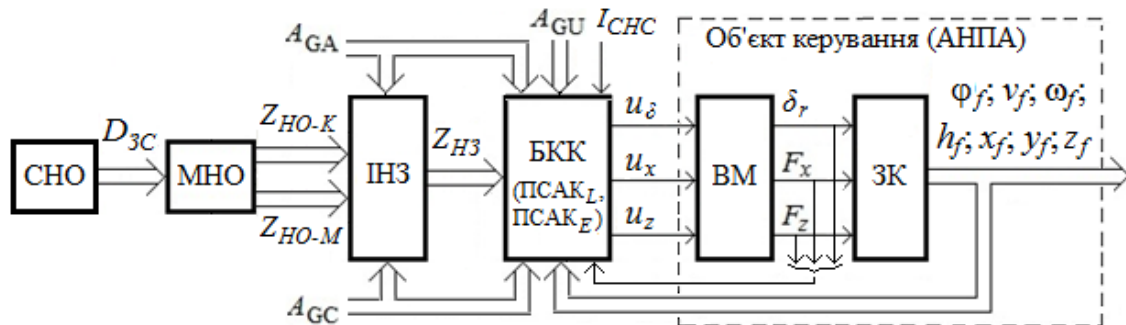 A_GA
A_GU
I_СНС
Об'єкт керування (АНПА)
D_ЗС
Z_НО-К
Z_НО-М
Z_НЗ
СНО
МНО
ІНЗ
БКК
(ПСАК_L,
ПСАК_E)
u_δ
u_x
u_z
ВМ
δ_r
F_x
F_z
ЗК
φ_f; v_f; ω_f;
h_f; x_f; y_f; z_f
A_GC